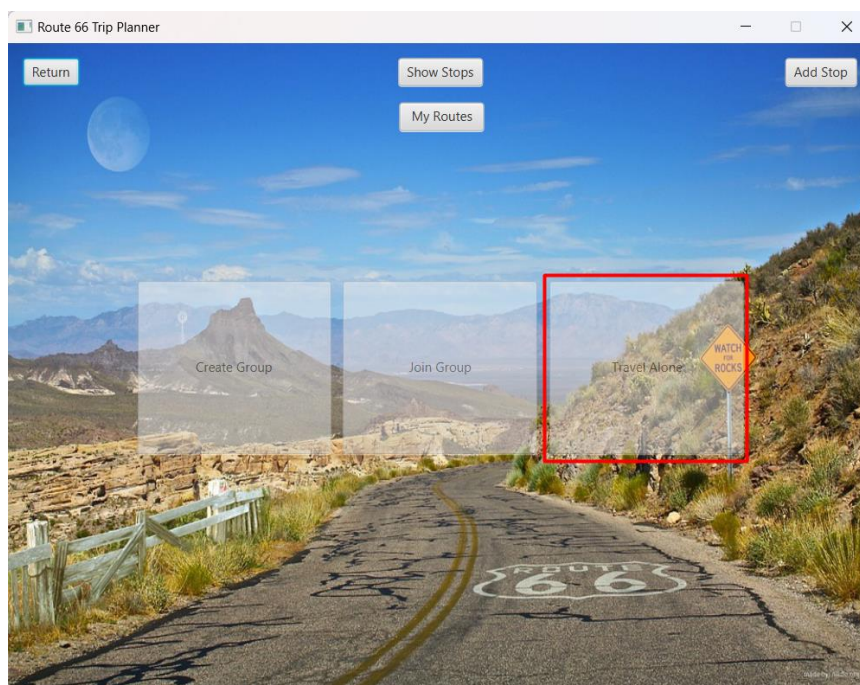 Route 66 Trip Planner
Return
Show Stops
Add Stop
My Routes
Create Group
Join Group
Travel Alone
WATCH
FOR
ROCKS
ROUTE
66